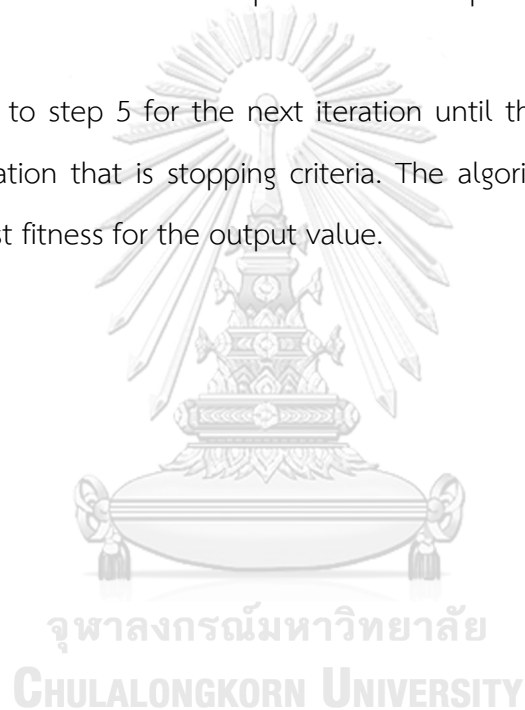 to step 5 for the next iteration until th
ation that is stopping criteria. The algori
st fitness for the output value.
จุฬาลงกรณ์มหาวิทยาลัย
CHULALONGKORN UNIVERSITY